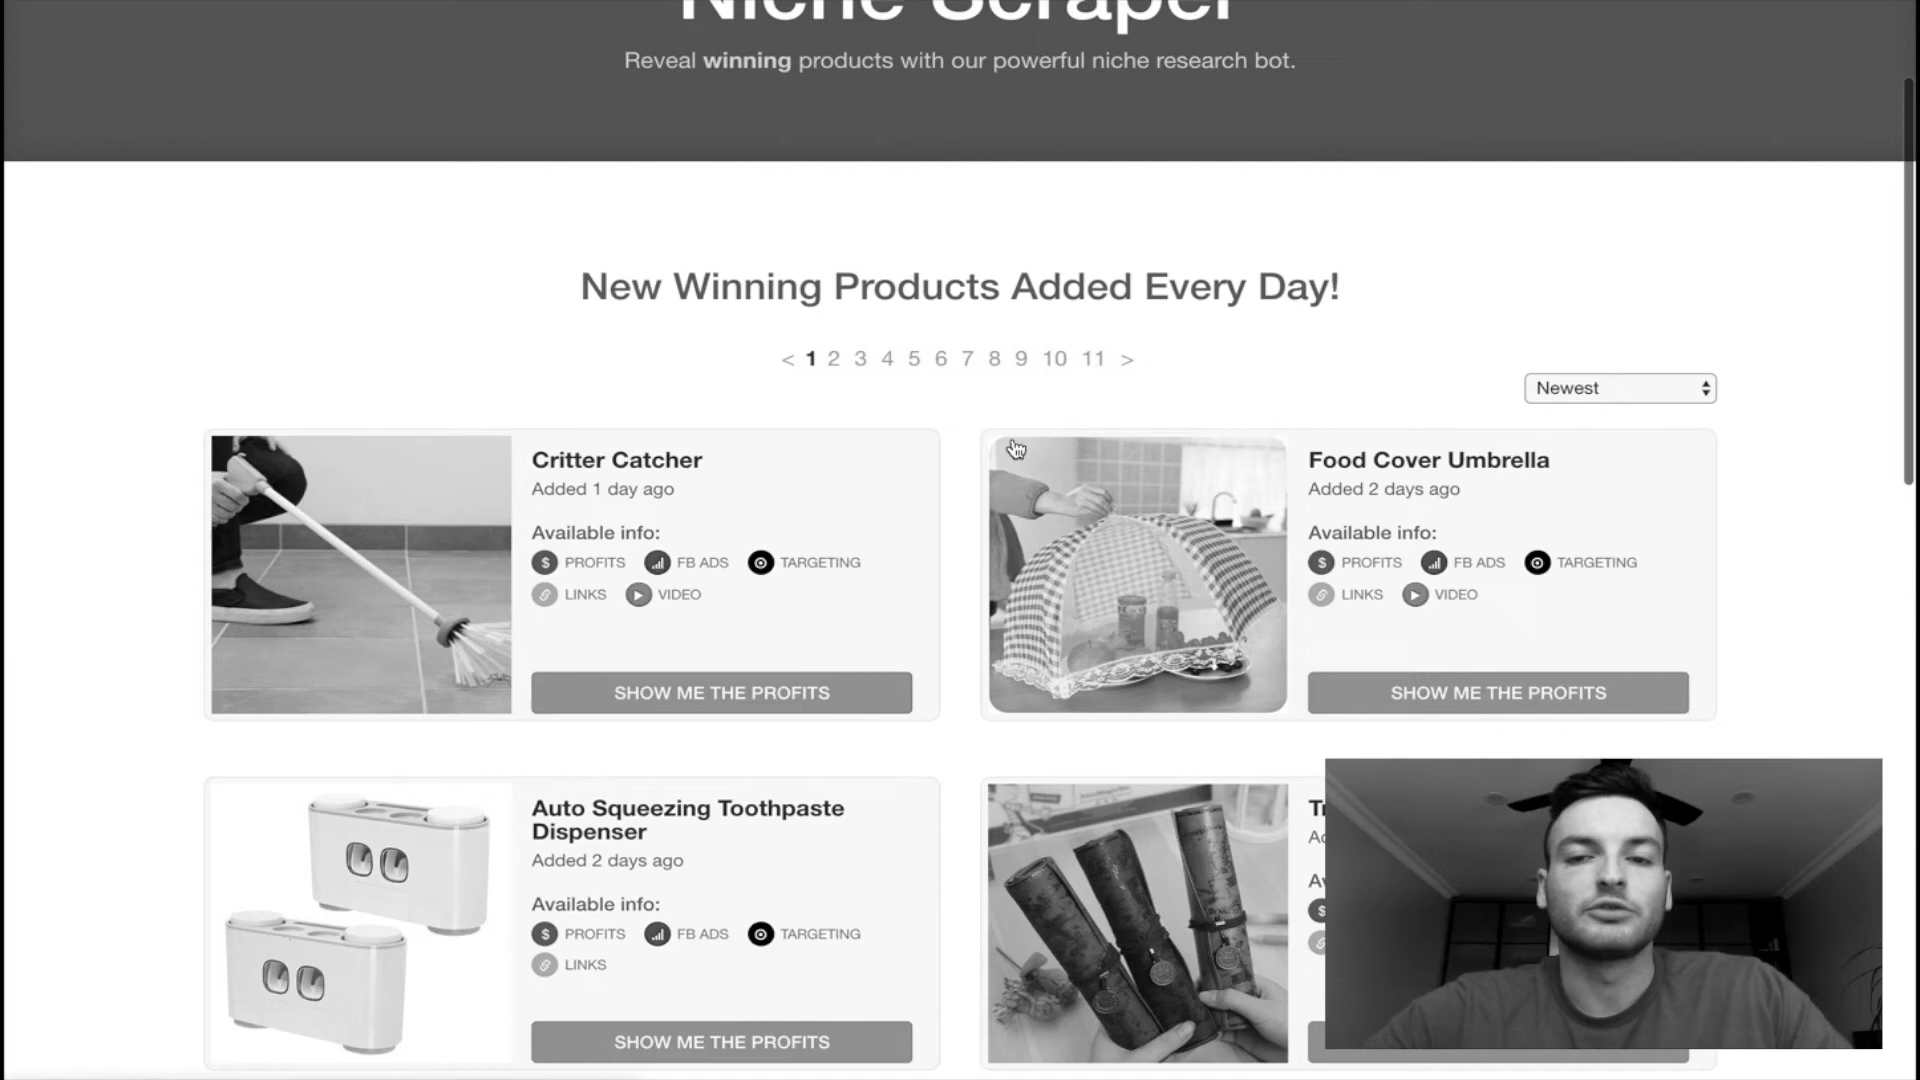 Niche Scraper
Reveal winning products with our powerful niche research bot.
New Winning Products Added Every Day!
< 1 2 3 4 5 6 7 8 9 10 11 >
Newest
Critter Catcher
Added 1 day ago
Available info:
$ PROFITS FB ADS TARGETING
LINKS VIDEO
SHOW ME THE PROFITS
Food Cover Umbrella
Added 2 days ago
Available info:
$ PROFITS FB ADS TARGETING
LINKS VIDEO
SHOW ME THE PROFITS
Auto Squeezing Toothpaste
Dispenser
Added 2 days ago
Available info:
$ PROFITS FB ADS TARGETING
LINKS
SHOW ME THE PROFITS